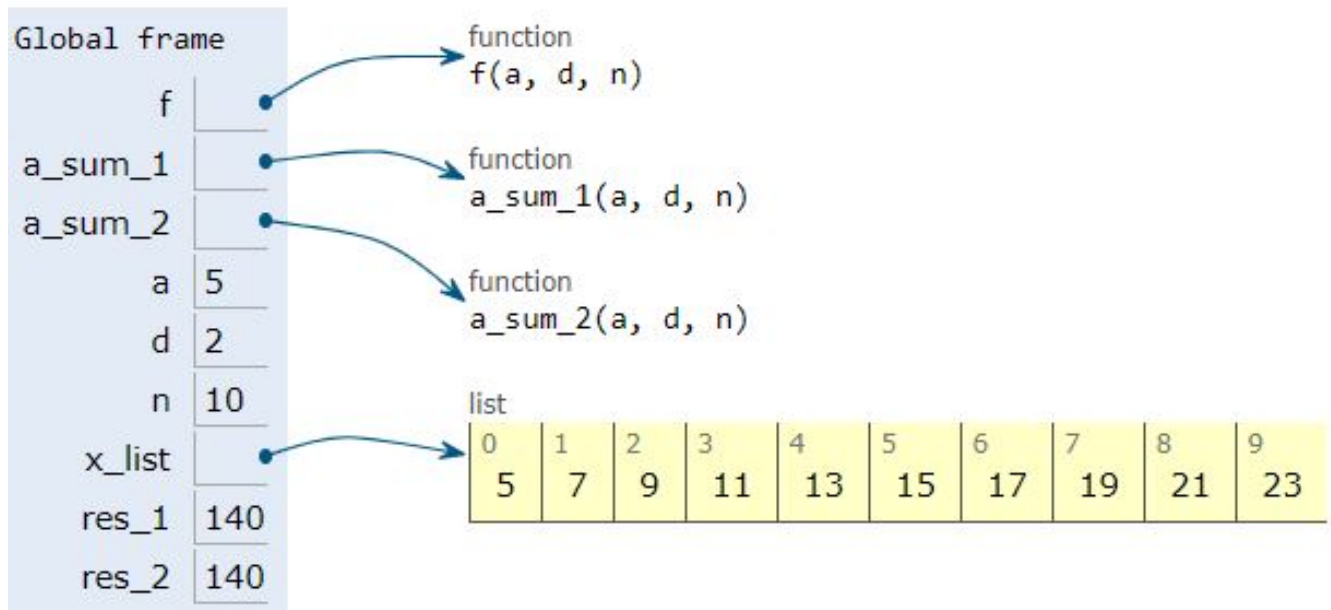 Global frame
f
a_sum_1
a_sum_2
a 5
d 2
n 10
x_list
res_1 140
res_2 140
function
f(a, d, n)
function
a_sum_1(a, d, n)
function
a_sum_2(a, d, n)
list
0 1 2 3 4 5 6 7 8 9
5 7 9 11 13 15 17 19 21 23